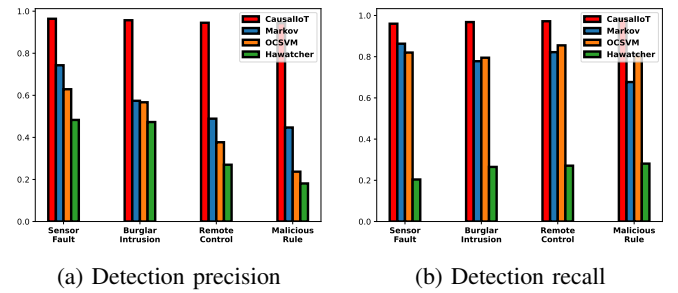 1.0
0.8
0.6
0.4
0.2
0.0
CausalIoT
Markov
OCSVM
Hawatcher
Sensor Fault
Burglar Intrusion
Remote Control
Malicious Rule
(a) Detection precision
1.0
0.8
0.6
0.4
0.2
0.0
CausalIoT
Markov
OCSVM
Hawatcher
Sensor Fault
Burglar Intrusion
Remote Control
Malicious Rule
(b) Detection recall